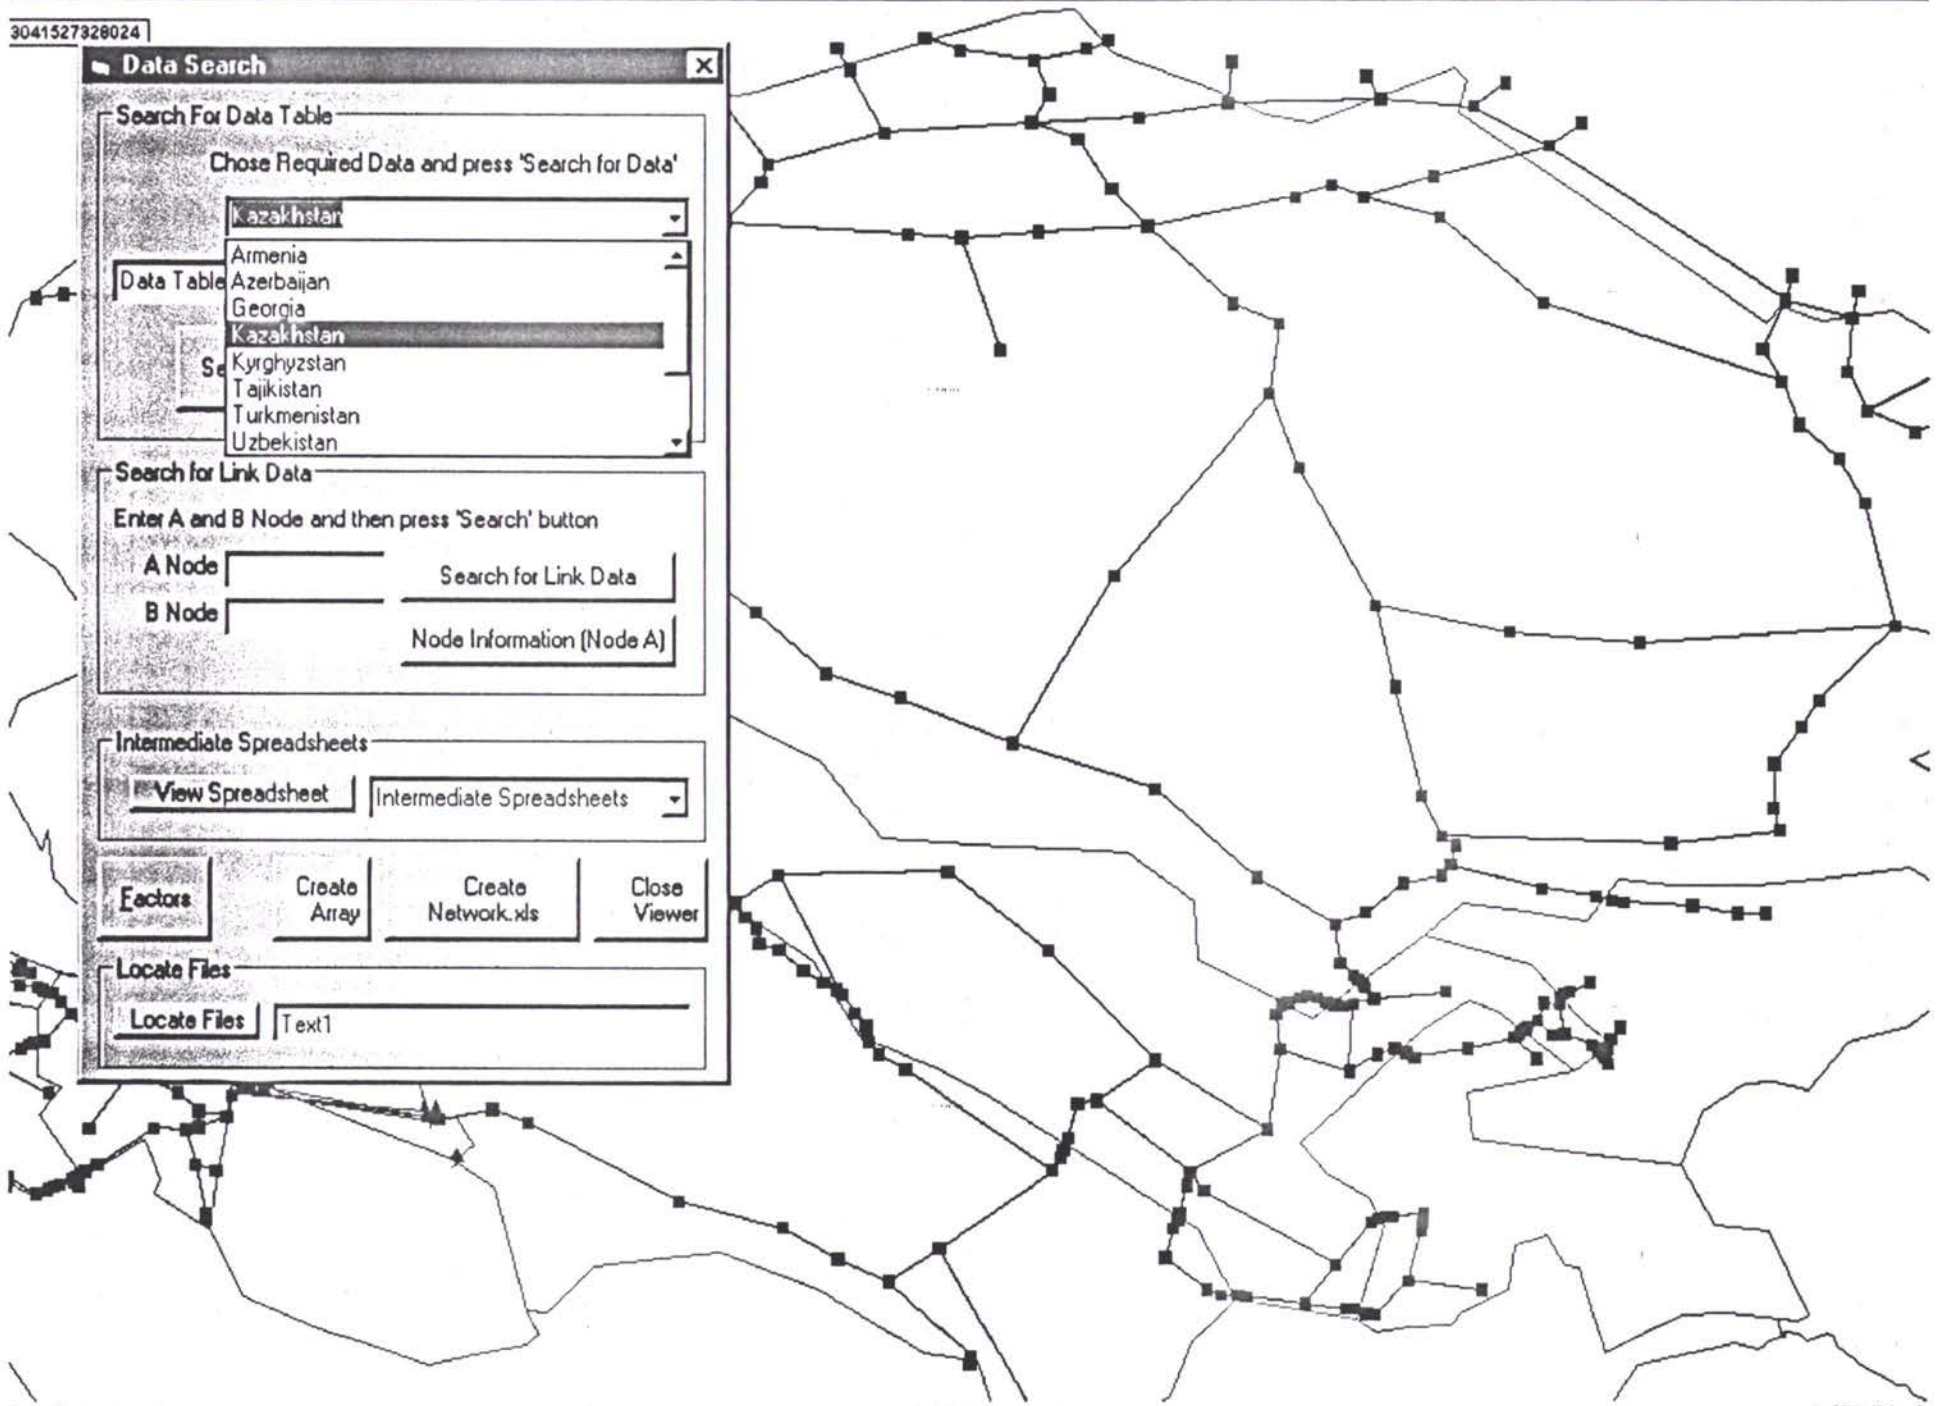 3041527328024
Data Search
Search For Data Table
Chose Required Data and press 'Search for Data'
Kazakhstan
Armenia
Data Table
Azerbaijan
Georgia
Kazakhstan
Se
Kyrghyzstan
Tajikistan
Turkmenistan
Uzbekistan
Search for Link Data
Enter A and B Node and then press 'Search' button
A Node
Search for Link Data
B Node
Node Information (Node A)
Intermediate Spreadsheets
View Spreadsheet
Intermediate Spreadsheets
Factors
Create Array
Create Network.xls
Close Viewer
Locate Files
Locate Files
Text1